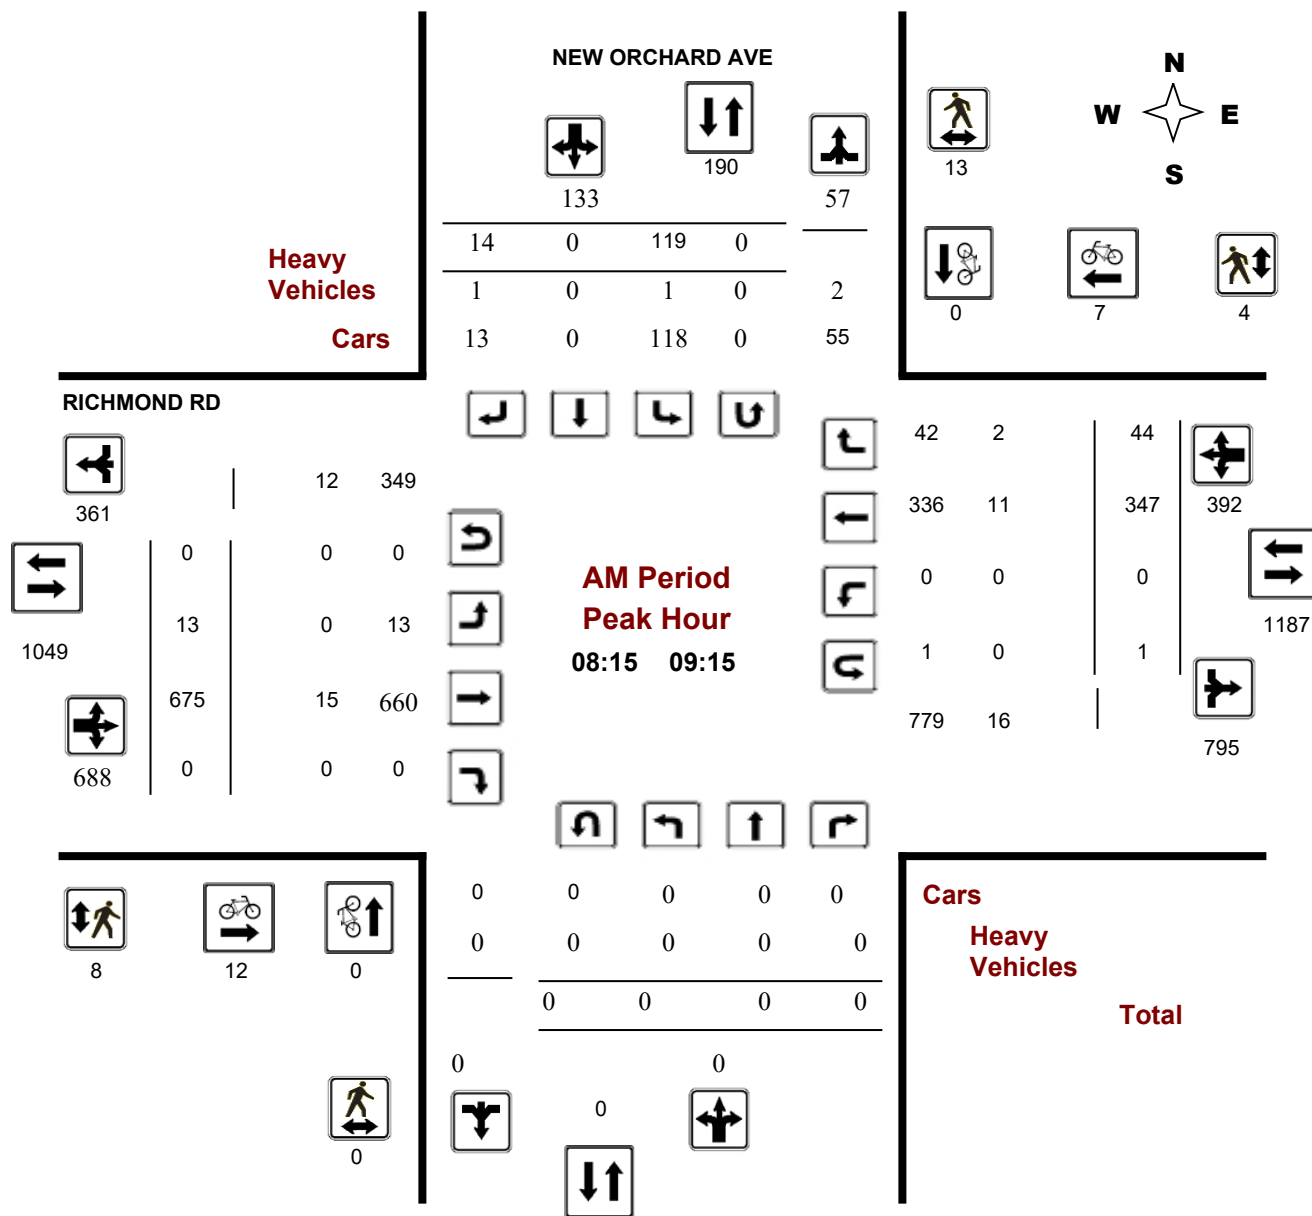 NEW ORCHARD AVE
N
W E
S
190
13
133 57
14 0 119 0
Heavy
Vehicles
1 0 1 0 2
0 7 4
Cars
13 0 118 0 55
RICHMOND RD
42 2 44
12 349
361
336 11 347 392
0 0 0
AM Period
Peak Hour
08:15 09:15
0 0 0
13 0 13
1049
1187
1 0 1
675 15 660
779 16
795
688
0 0 0
0 0 0 0 0
Cars
0 0 0 0 0
Heavy
Vehicles
8 12 0
0 0 0 0
Total
0 0
0
0